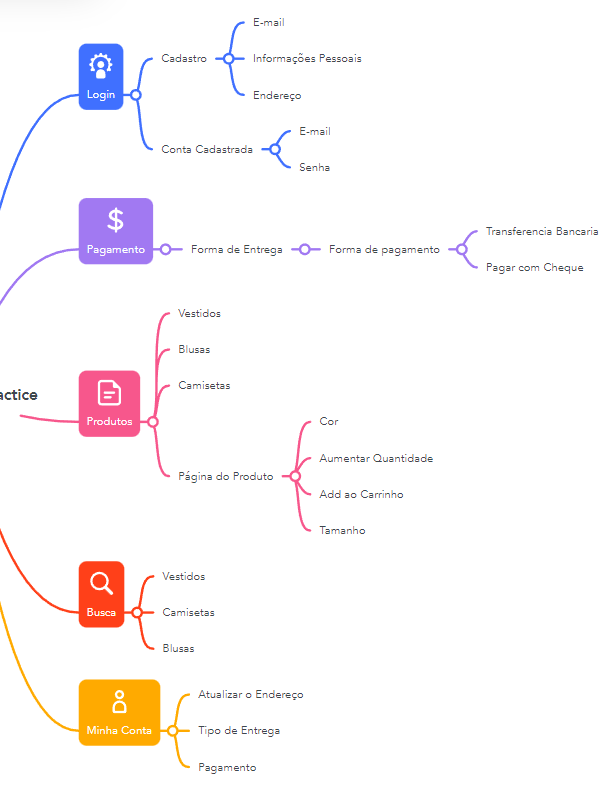 E-mail
Cadastro
Informações Pessoais
Login
Endereço
E-mail
Conta Cadastrada
Senha
Pagamento
Forma de Entrega
Forma de pagamento
Transferencia Bancaria
Pagar com Cheque
Vestidos
Blusas
Camisetas
actice
Produtos
Página do Produto
Cor
Aumentar Quantidade
Add ao Carrinho
Tamanho
Busca
Vestidos
Camisetas
Blusas
Minha Conta
Atualizar o Endereço
Tipo de Entrega
Pagamento